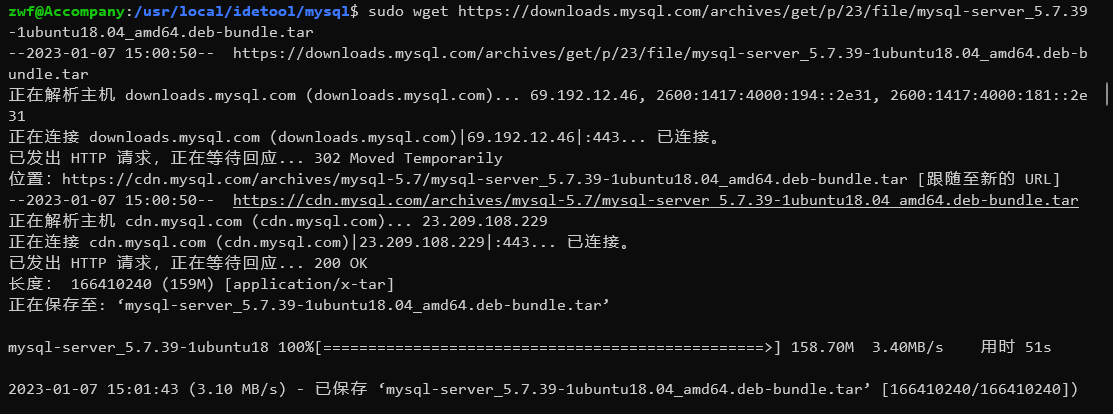 zwf@Accompany:/usr/local/idetool/mysql$ sudo wget https://downloads.mysql.com/archives/get/p/23/file/mysql-server_5.7.39
-1ubuntu18.04_amd64.deb-bundle.tar
--2023-01-07 15:00:50--  https://downloads.mysql.com/archives/get/p/23/file/mysql-server_5.7.39-1ubuntu18.04_amd64.deb-b
undle.tar
正在解析主机 downloads.mysql.com (downloads.mysql.com)... 69.192.12.46, 2600:1417:4000:194::2e31, 2600:1417:4000:181::2e
31
正在连接 downloads.mysql.com (downloads.mysql.com)|69.192.12.46|:443... 已连接。
已发出 HTTP 请求，正在等待回应... 302 Moved Temporarily
位置：https://cdn.mysql.com/archives/mysql-5.7/mysql-server_5.7.39-1ubuntu18.04_amd64.deb-bundle.tar [跟随至新的 URL]
--2023-01-07 15:00:50--  https://cdn.mysql.com/archives/mysql-5.7/mysql-server_5.7.39-1ubuntu18.04_amd64.deb-bundle.tar
正在解析主机 cdn.mysql.com (cdn.mysql.com)... 23.209.108.229
正在连接 cdn.mysql.com (cdn.mysql.com)|23.209.108.229|:443... 已连接。
已发出 HTTP 请求，正在等待回应... 200 OK
长度： 166410240 (159M) [application/x-tar]
正在保存至: ‘mysql-server_5.7.39-1ubuntu18.04_amd64.deb-bundle.tar’
mysql-server_5.7.39-1ubuntu18 100%[=================================================>] 158.70M  3.40MB/s    用时 51s
2023-01-07 15:01:43 (3.10 MB/s) - 已保存 ‘mysql-server_5.7.39-1ubuntu18.04_amd64.deb-bundle.tar’ [166410240/166410240])